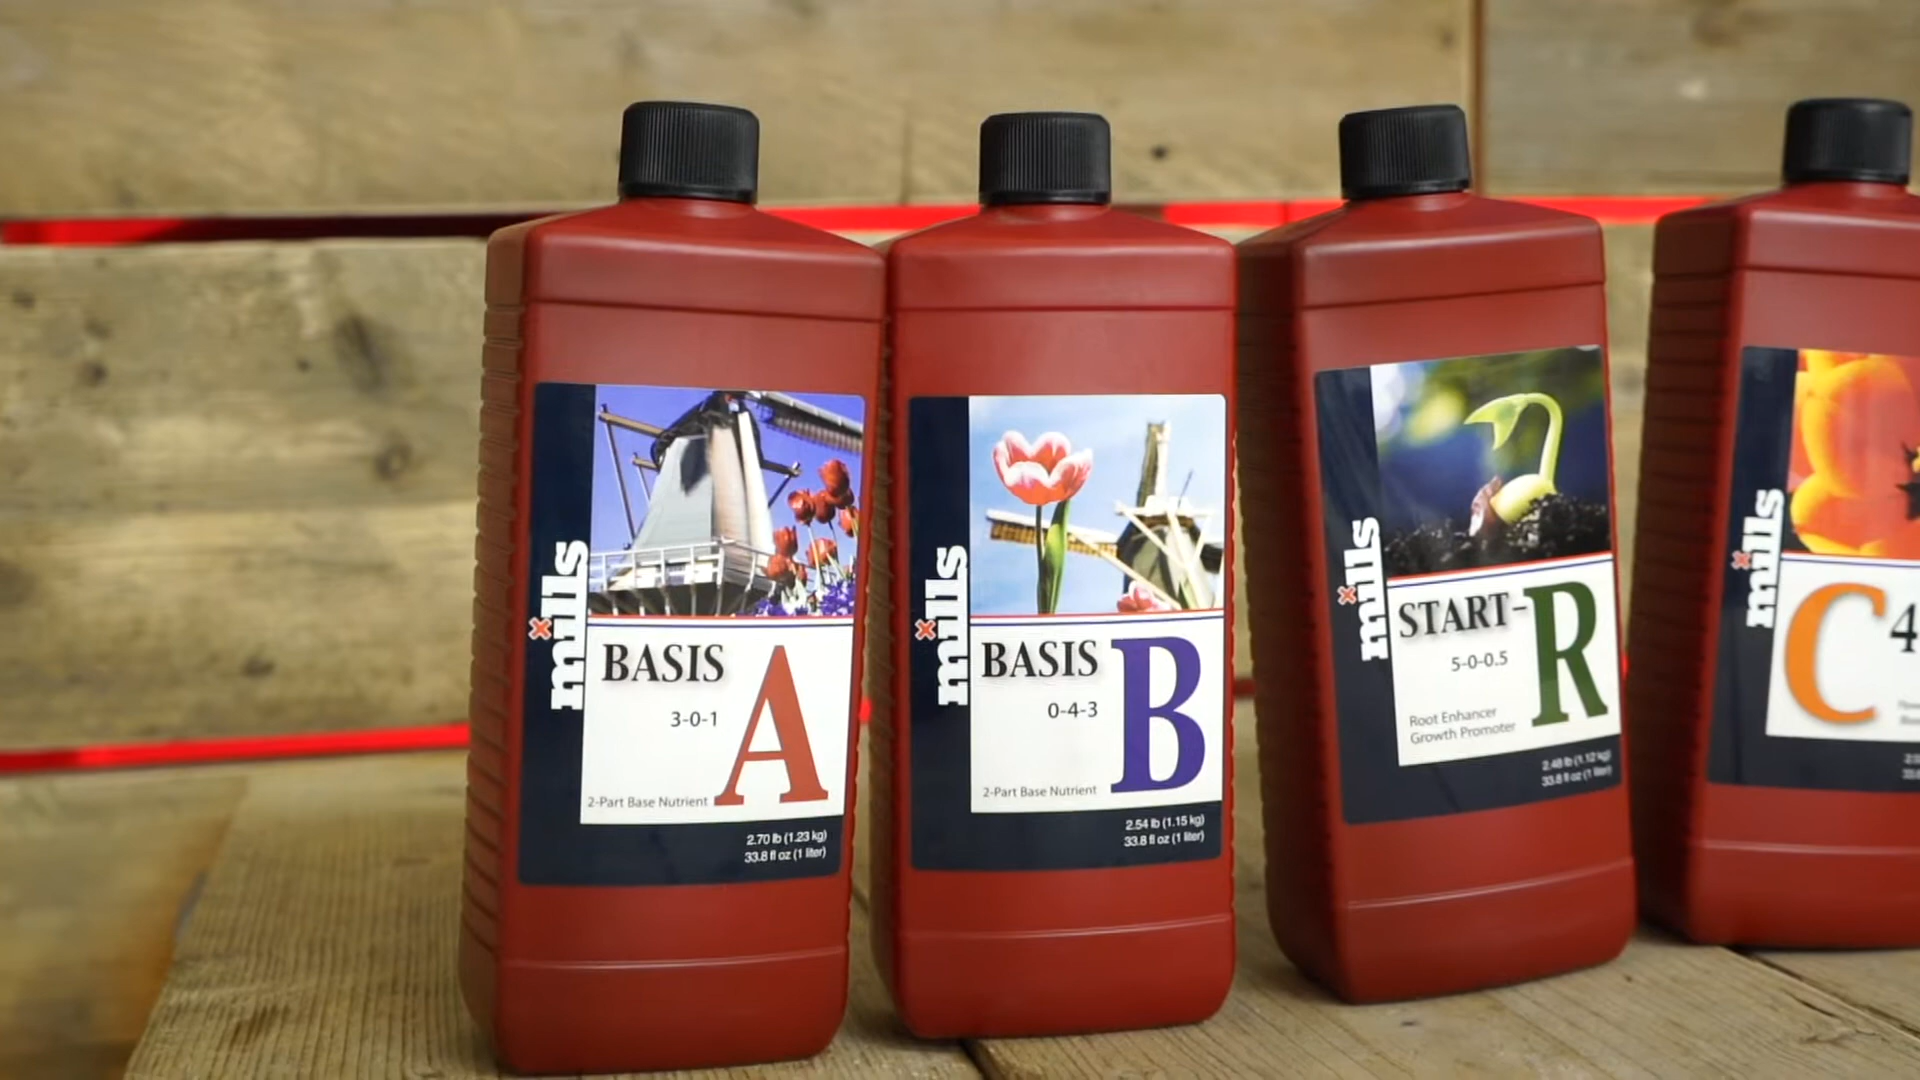 mills
BASIS A
3-0-1
2-Part Base Nutrient
2.70 lb (1.23 kg)
33.8 fl oz (1 liter)
mills
BASIS B
0-4-3
2-Part Base Nutrient
2.54 lb (1.15 kg)
33.8 fl oz (1 liter)
mills
START-R
5-0-0.5
Root Enhancer
Growth Promoter
2.48 lb (1.12 kg)
33.8 fl oz (1 liter)
mills
C4